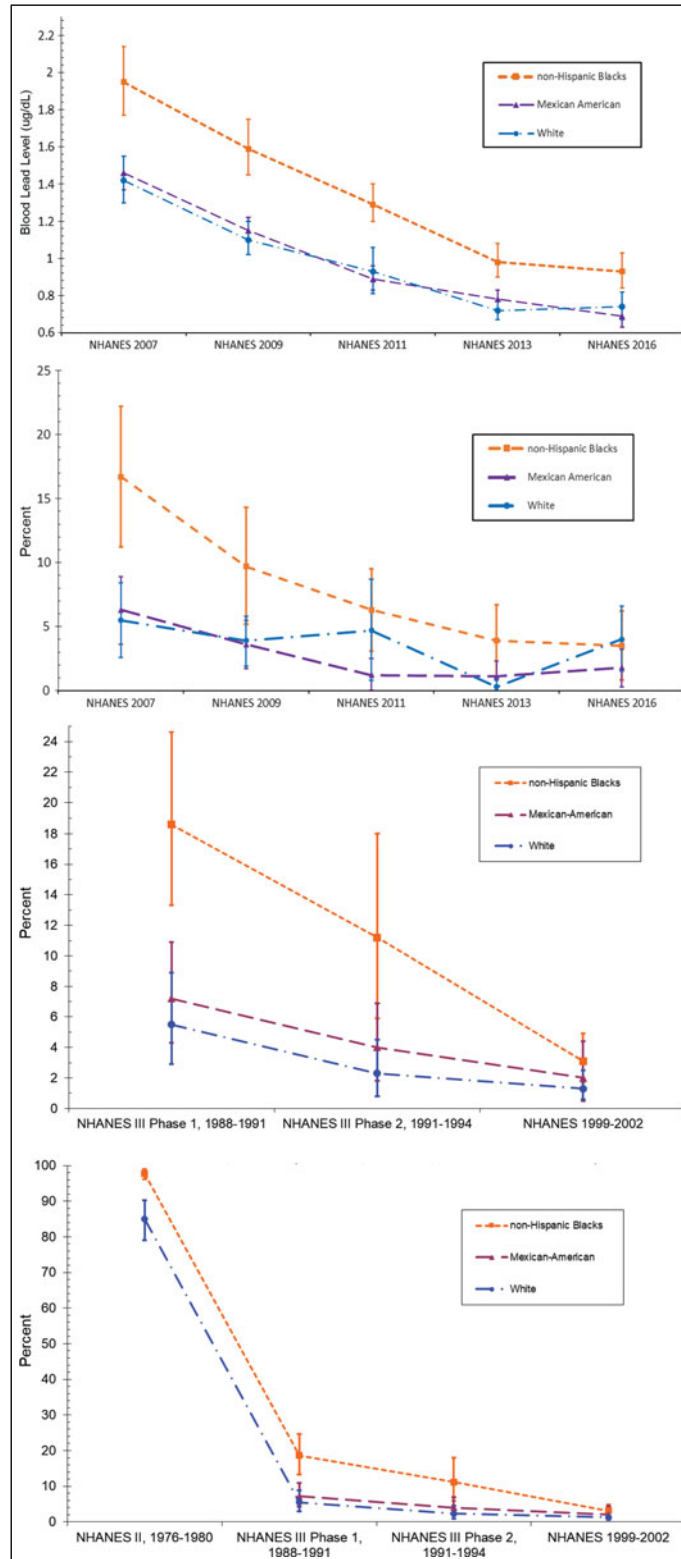 2.2
2
1.8
1.6
1.4
1.2
1
0.8
0.6
Blood Lead Level (ug/dL)
non-Hispanic Blacks
Mexican American
White
NHANES 2007 NHANES 2009 NHANES 2011 NHANES 2013 NHANES 2016
25
20
15
10
5
0
Percent
non-Hispanic Blacks
Mexican American
White
NHANES 2007 NHANES 2009 NHANES 2011 NHANES 2013 NHANES 2016
24
22
20
18
16
14
12
10
8
6
4
2
0
Percent
non-Hispanic Blacks
Mexican-American
White
NHANES III Phase 1, 1988-1991 NHANES III Phase 2, 1991-1994 NHANES 1999-2002
100
90
80
70
60
50
40
30
20
10
0
Percent
non-Hispanic Blacks
Mexican-American
White
NHANES II, 1976-1980 NHANES III Phase 1, NHANES III Phase 2, NHANES 1999-2002
1988-1991 1991-1994